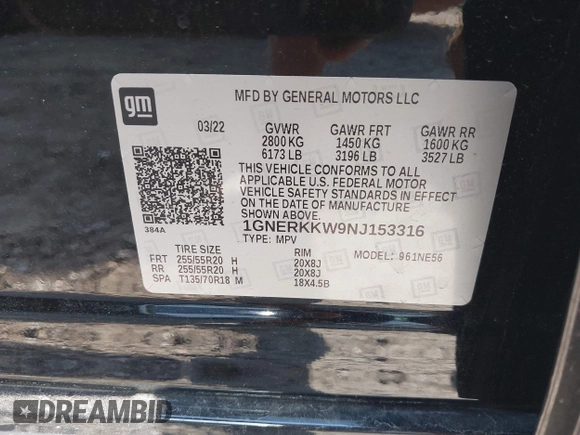 gm
MFD BY GENERAL MOTORS LLC
03/22 GVWR GAWR FRT GAWR RR
2800 KG 1450 KG 1600 KG
6173 LB 3196 LB 3527 LB
THIS VEHICLE CONFORMS TO ALL
APPLICABLE U.S. FEDERAL MOTOR
VEHICLE SAFETY STANDARDS IN EFFECT
ON THE DATE OF MANUFACTURE
SHOWN ABOVE.
384A 1GNERKKW9NJ153316
TYPE: MPV MODEL: 961NE56
TIRE SIZE RIM
FRT 255/55R20 H 20X8J
RR 255/55R20 H 20X8J
SPA T135/70R18 M 18X4.5B
DREAMBID